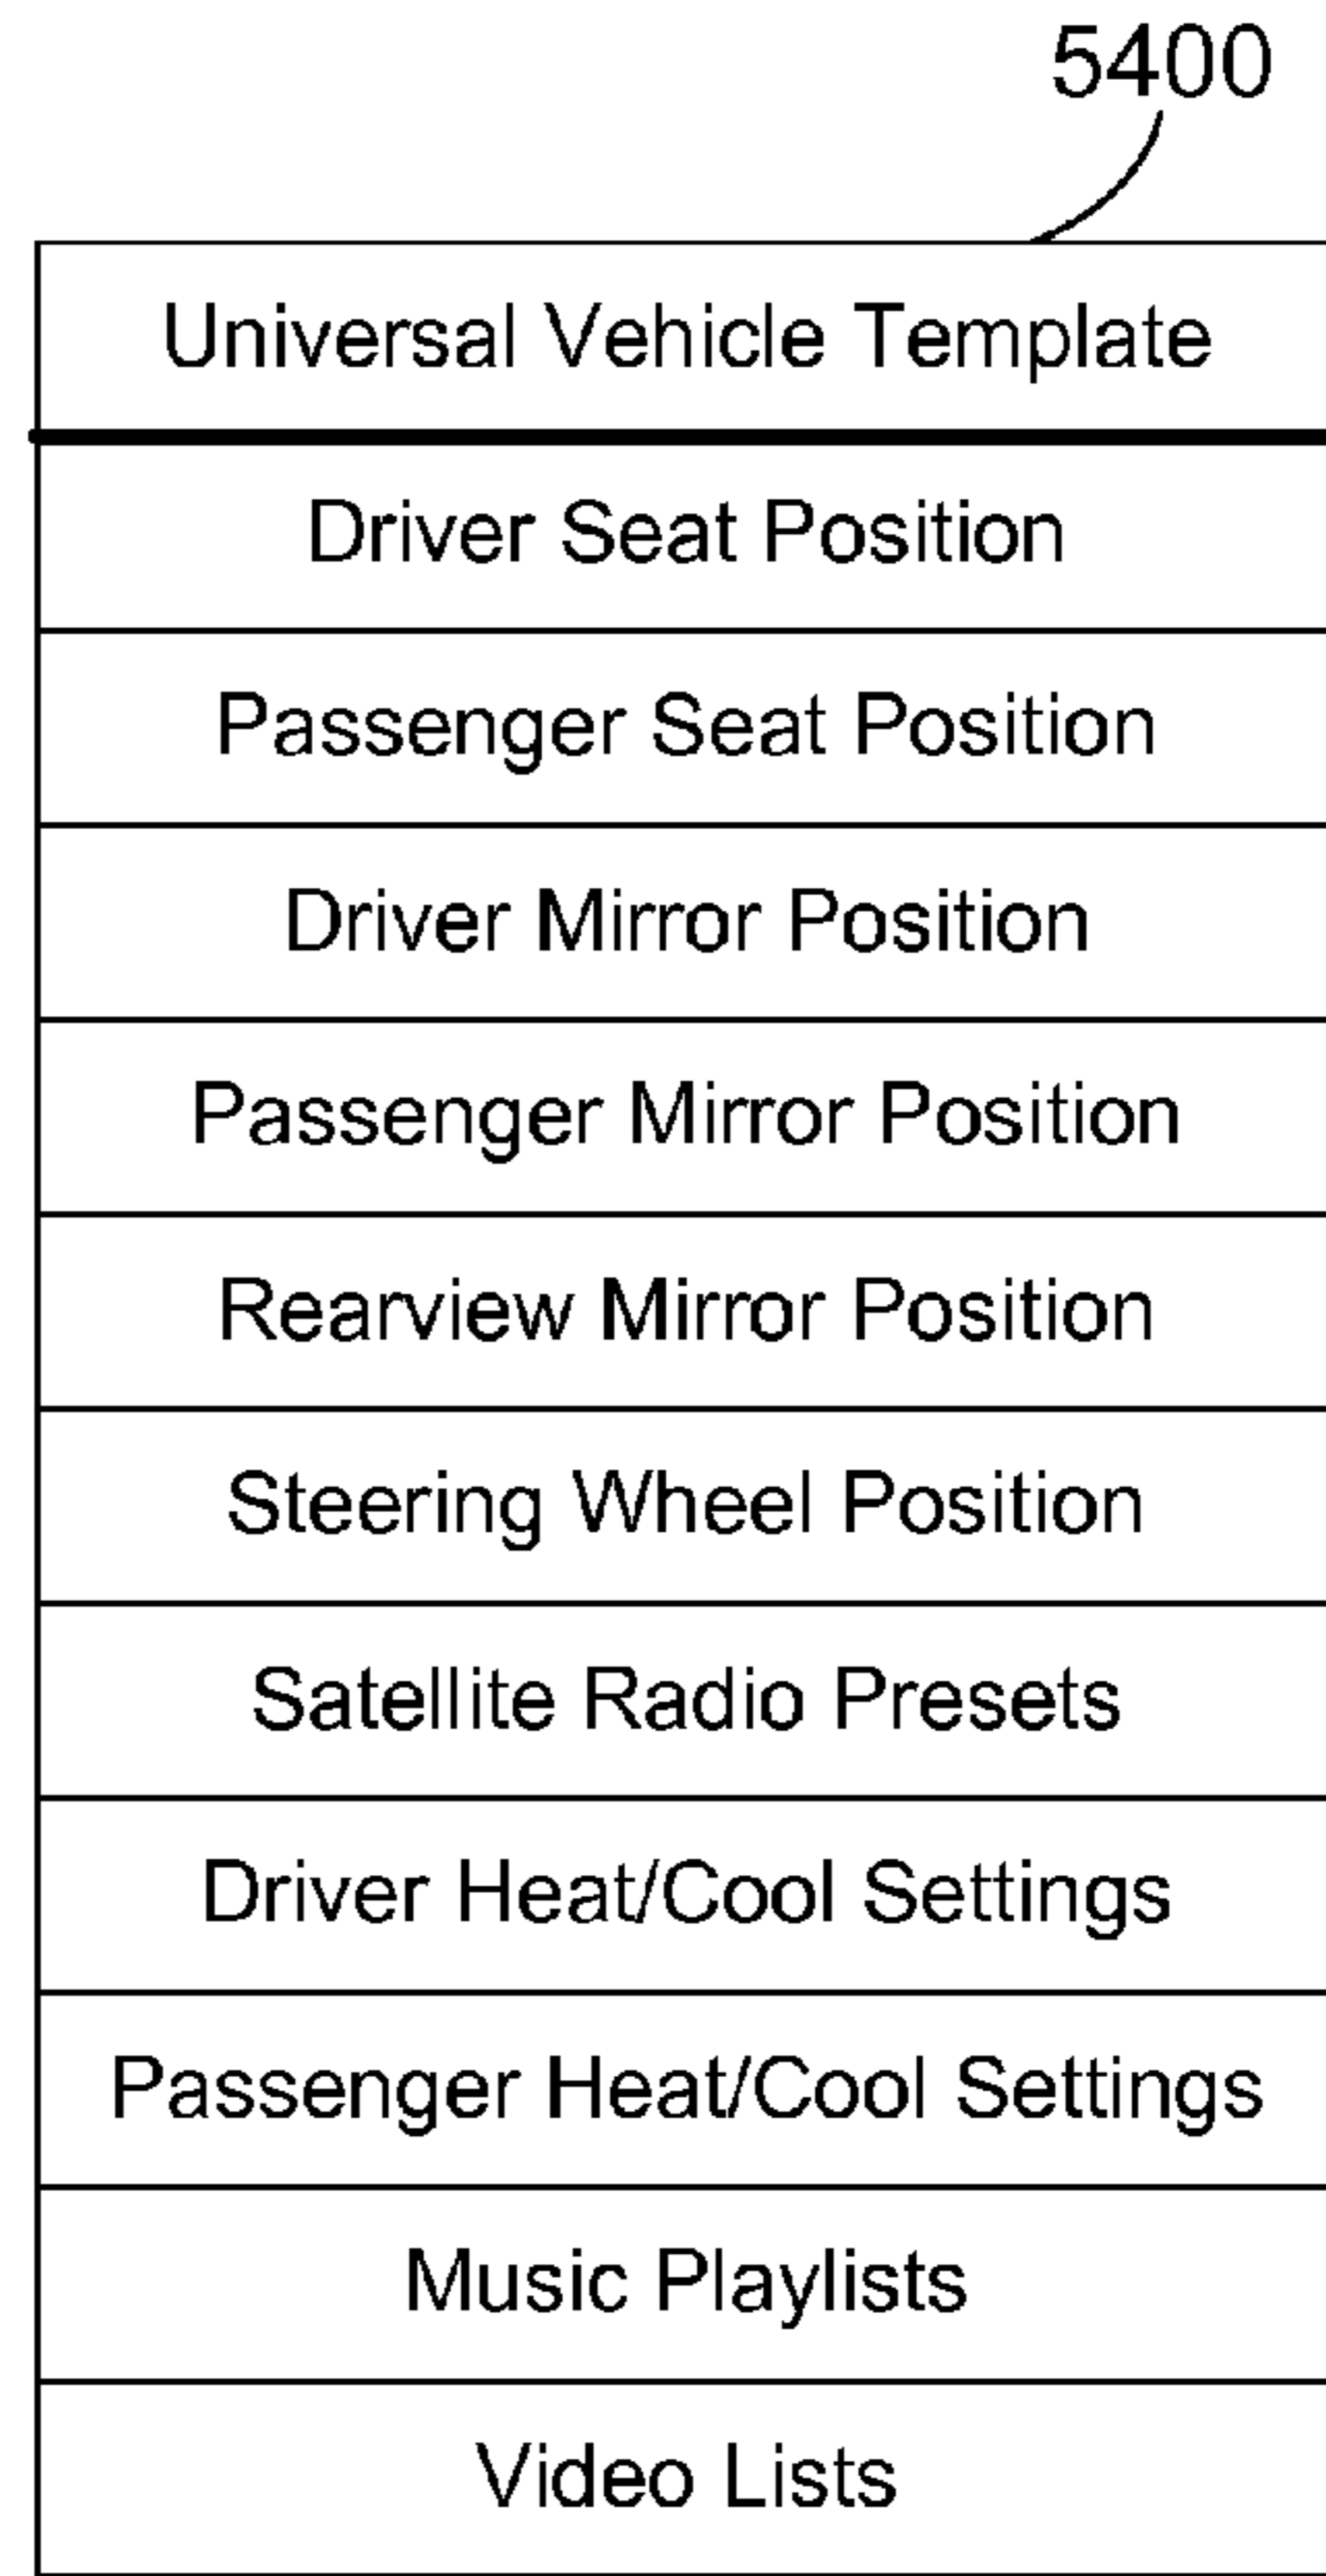 5400
Universal Vehicle Template
Driver Seat Position
Passenger Seat Position
Driver Mirror Position
Passenger Mirror Position
Rearview Mirror Position
Steering Wheel Position
Satellite Radio Presets
Driver Heat/Cool Settings
Passenger Heat/Cool Settings
Music Playlists
Video Lists